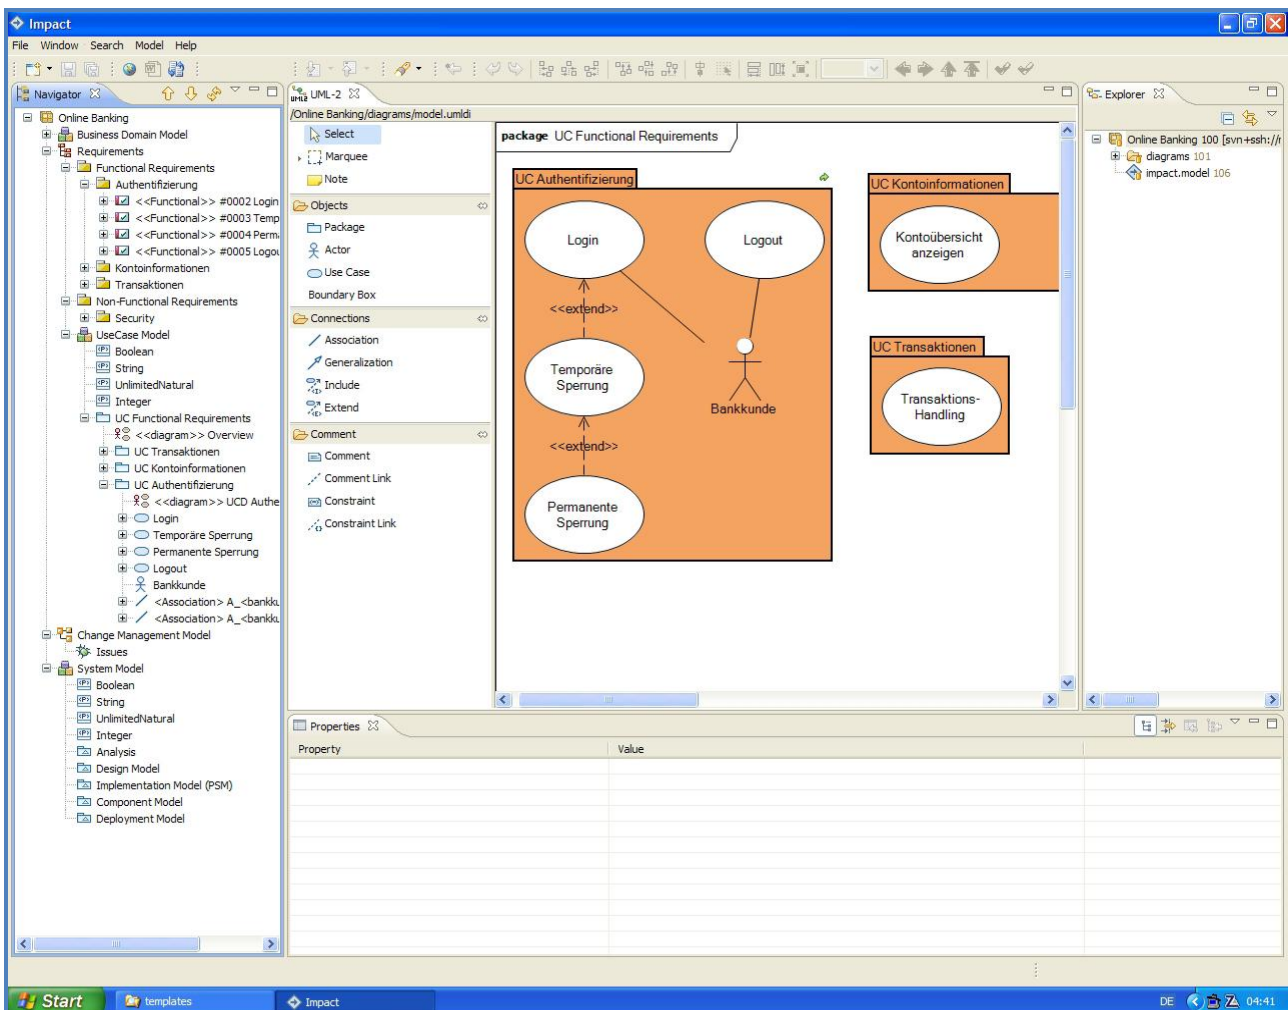 Impact
File Window Search Model Help
Navigator
Online Banking
Business Domain Model
Requirements
Functional Requirements
Authentifizierung
<<Functional>> #0002 Login
<<Functional>> #0003 Temp
<<Functional>> #0004 Perm
<<Functional>> #0005 Logou
Kontoinformationen
Transaktionen
Non-Functional Requirements
Security
UseCase Model
Boolean
String
UnlimitedNatural
Integer
UC Functional Requirements
<<diagram>> Overview
UC Transaktionen
UC Kontoinformationen
UC Authentifizierung
<<diagram>> UCD Authe
Login
Temporäre Sperrung
Permanente Sperrung
Logout
Bankkunde
<Association> A_<bankku
<Association> A_<bankku
Change Management Model
Issues
System Model
Boolean
String
UnlimitedNatural
Integer
Analysis
Design Model
Implementation Model (PSM)
Component Model
Deployment Model
UML-2
/Online Banking/diagrams/model.umldi
Select
Marquee
Note
Objects
Package
Actor
Use Case
Boundary Box
Connections
Association
Generalization
Include
Extend
Comment
Comment
Comment Link
Constraint
Constraint Link
package UC Functional Requirements
UC Authentifizierung
Login
Logout
<<extend>>
Temporäre
Sperrung
Bankkunde
<<extend>>
Permanente
Sperrung
UC Kontoinformationen
Kontoübersicht
anzeigen
UC Transaktionen
Transaktions-
Handling
Explorer
Online Banking 100 [svn+ssh://r
diagrams 101
impact.model 106
Properties
Property Value
Start templates Impact DE 04:41